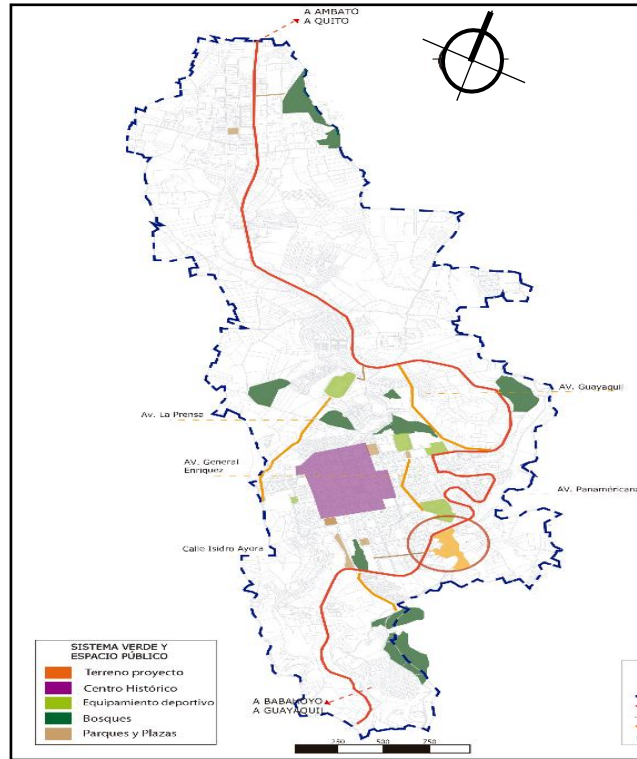 A AMBATO
A QUITO
AV. Guayaquil
Av. La Prensa
AV. General
Enriquez
AV. Panaméricana
Calle Isidro Ayora
SISTEMA VERDE Y
ESPACIO PÚBLICO
Terreno proyecto
Centro Histórico
Equipamiento deportivo
Bosques
Parques y Plazas
A BABAHOYO
A GUAYAQUIL
250 500 750